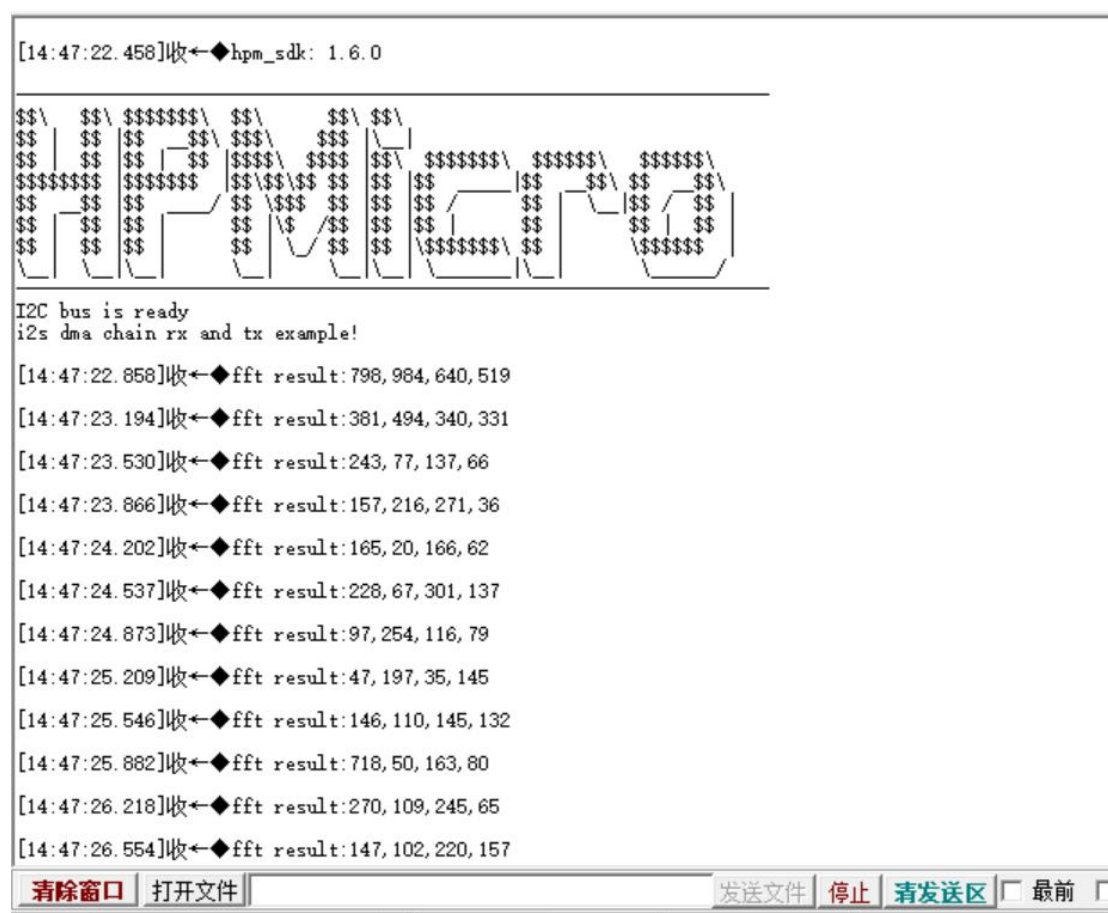 [14:47:22.458]收←◆hpm_sdk: 1.6.0
HPMicro
I2C bus is ready
i2s dma chain rx and tx example!
[14:47:22.858]收←◆fft result:798,984,640,519
[14:47:23.194]收←◆fft result:381,494,340,331
[14:47:23.530]收←◆fft result:243,77,137,66
[14:47:23.866]收←◆fft result:157,216,271,36
[14:47:24.202]收←◆fft result:165,20,166,62
[14:47:24.537]收←◆fft result:228,67,301,137
[14:47:24.873]收←◆fft result:97,254,116,79
[14:47:25.209]收←◆fft result:47,197,35,145
[14:47:25.546]收←◆fft result:146,110,145,132
[14:47:25.882]收←◆fft result:718,50,163,80
[14:47:26.218]收←◆fft result:270,109,245,65
[14:47:26.554]收←◆fft result:147,102,220,157
清除窗口 打开文件 发送文件 停止 清发送区 最前